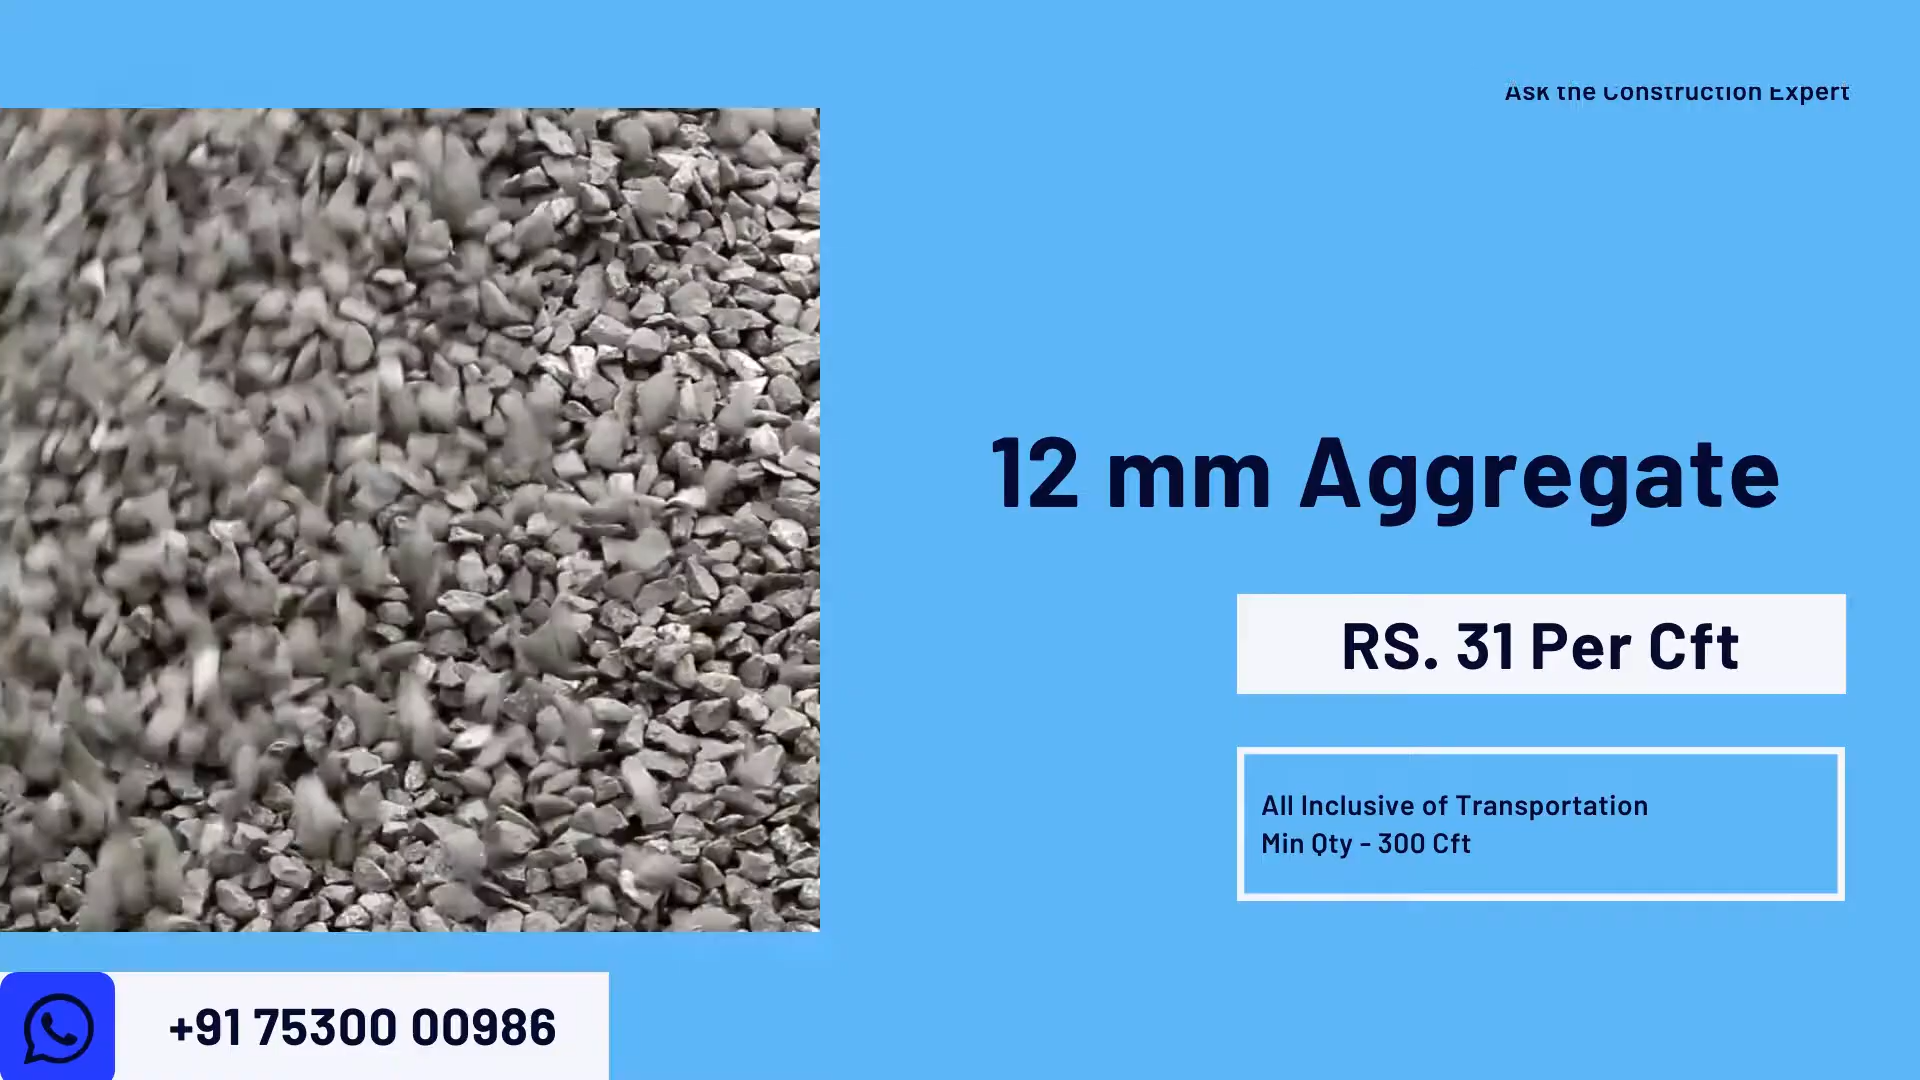 Ask the Construction Expert
12 mm Aggregate
RS. 31 Per Cft
All Inclusive of Transportation
Min Qty - 300 Cft
+91 75300 00986